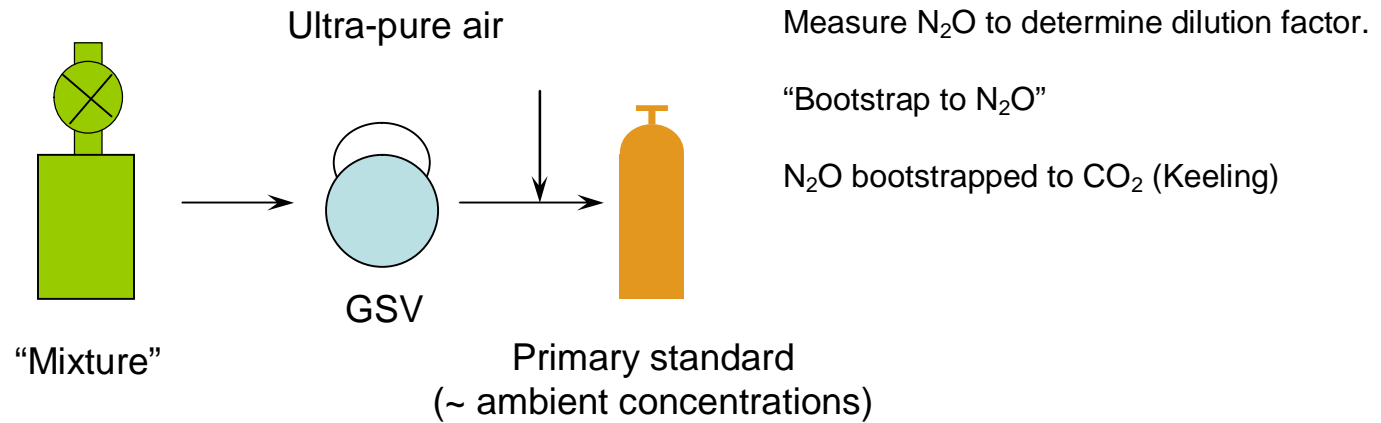 Ultra-pure air
Measure N₂O to determine dilution factor.
“Bootstrap to N₂O”
N₂O bootstrapped to CO₂ (Keeling)
GSV
“Mixture”
Primary standard
(~ ambient concentrations)